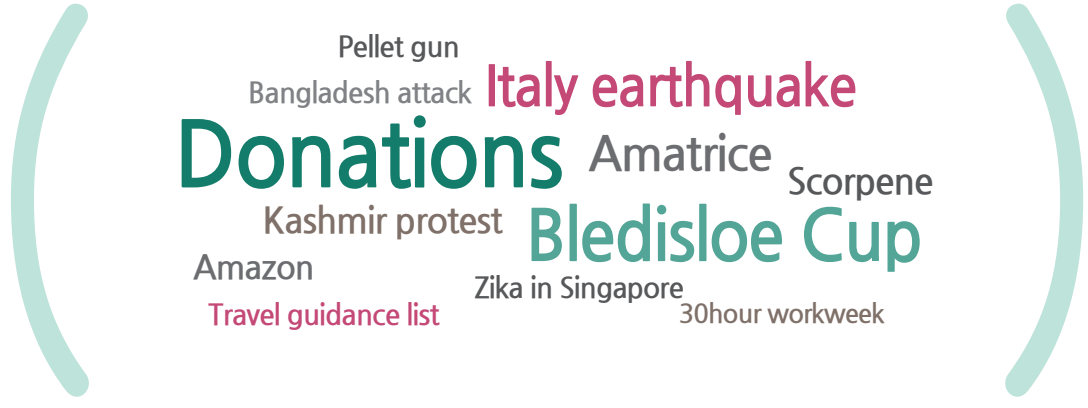 Pellet gun
Bangladesh attack
Italy earthquake
Donations
Amatrice
Scorpene
Kashmir protest
Bledisloe Cup
Amazon
Zika in Singapore
Travel guidance list
30hour workweek